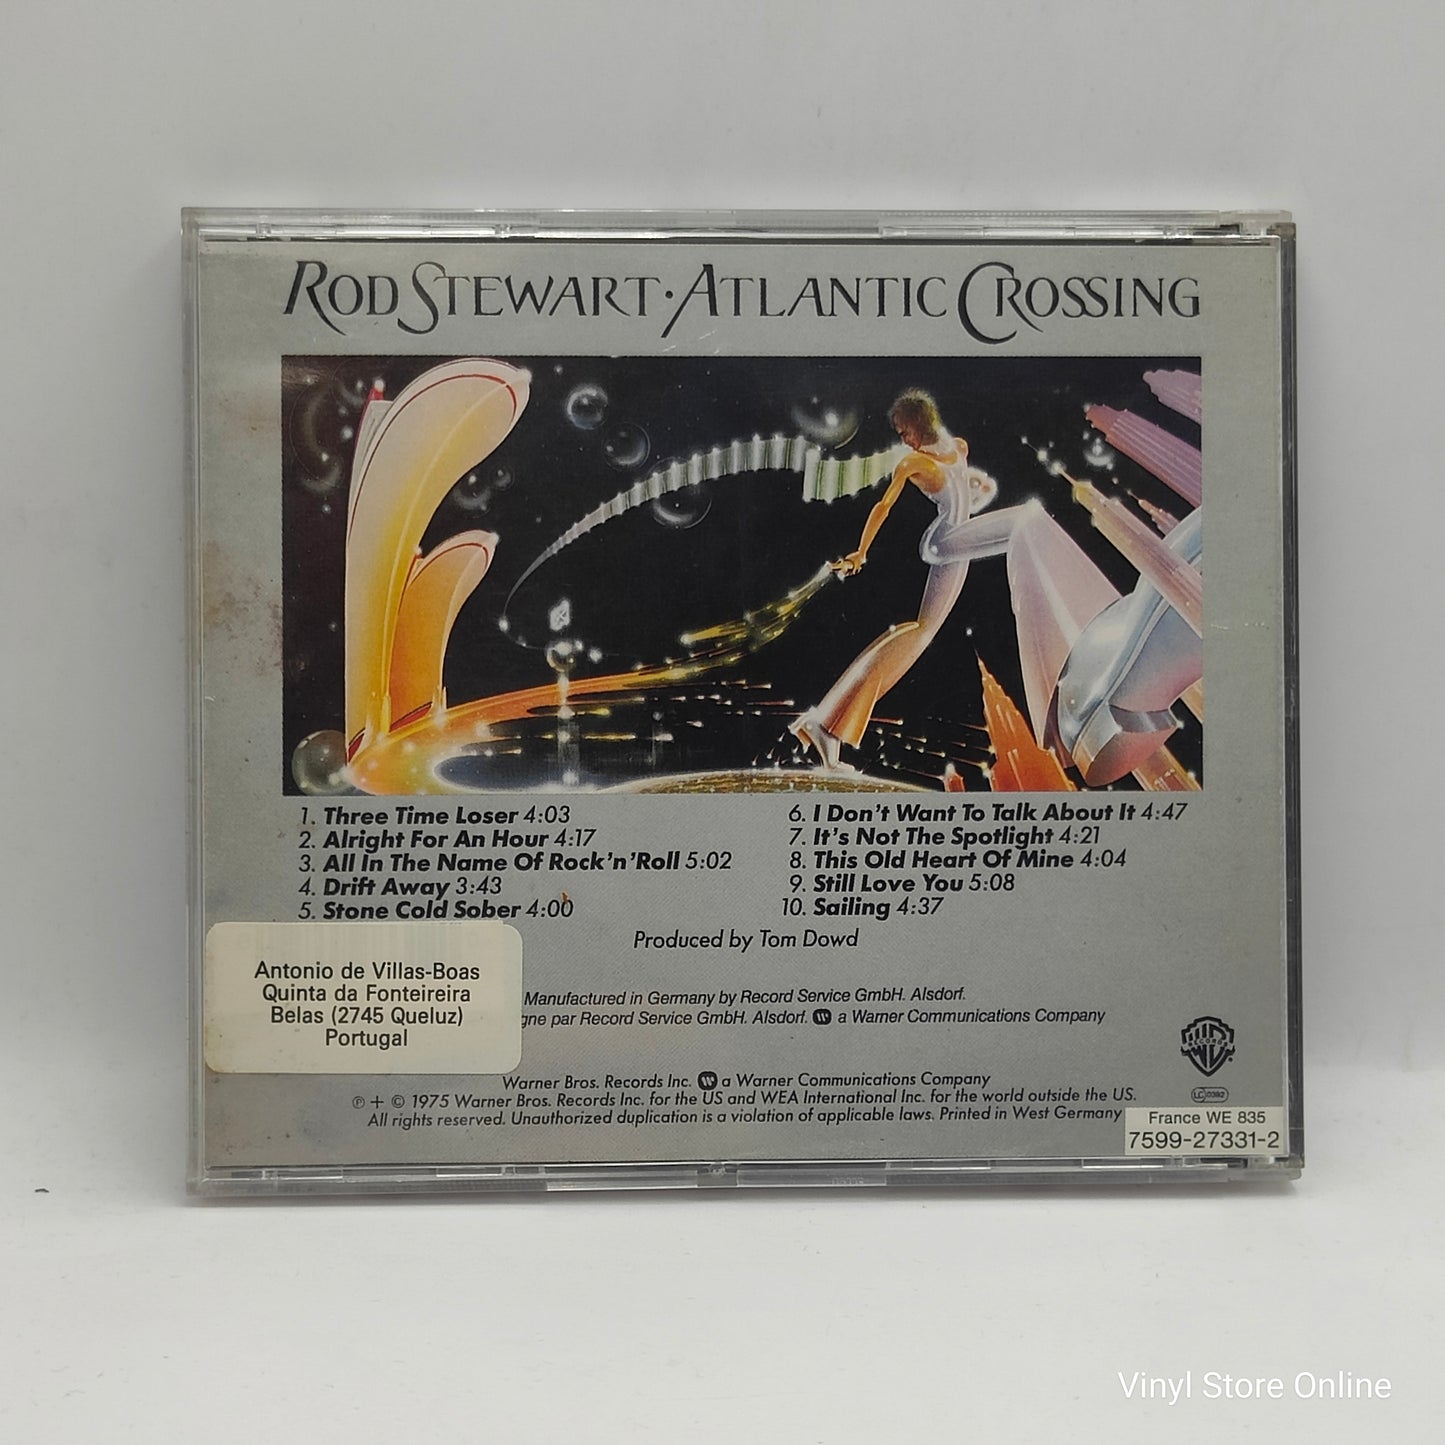 ROD STEWART · ATLANTIC CROSSING
1. Three Time Loser 4:03
2. Alright For An Hour 4:17
3. All In The Name Of Rock'n'Roll 5:02
4. Drift Away 3:43
5. Stone Cold Sober 4:00
6. I Don't Want To Talk About It 4:47
7. It's Not The Spotlight 4:21
8. This Old Heart Of Mine 4:04
9. Still Love You 5:08
10. Sailing 4:37
Produced by Tom Dowd
Antonio de Villas-Boas
Quinta da Fonteireira
Belas (2745 Queluz)
Portugal
Manufactured in Germany by Record Service GmbH. Alsdorf.
gne par Record Service GmbH. Alsdorf. a Warner Communications Company
WB
RECORDS
Warner Bros. Records Inc. a Warner Communications Company
℗ + © 1975 Warner Bros. Records Inc. for the US and WEA International Inc. for the world outside the US.
LC 0392
All rights reserved. Unauthorized duplication is a violation of applicable laws. Printed in West Germany
France WE 835
7599-27331-2
Vinyl Store Online